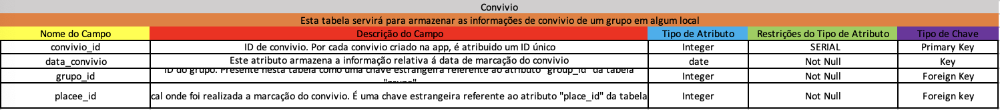 Convivio
Esta tabela servirá para armazenar as informações de convivio de um grupo em algum local
Nome do Campo Descrição do Campo Tipo de Atributo Restrições do Tipo de Atributo Tipo de Chave
convivio_id ID de convivio. Por cada convivio criado na app, é atribuido um ID único Integer SERIAL Primary Key
data_convivio Este atributo armazena a informação relativa á data de marcação do convivio date Not Null Key
ID do grupo. Presente nesta tabela como uma chave estrangeira referente ao atributo "group_id" da tabela
grupo_id "grupo" Integer Not Null Foreign Key
placee_id cal onde foi realizada a marcação do convivio. É uma chave estrangeira referente ao atributo "place_id" da tabela Integer Not Null Foreign key